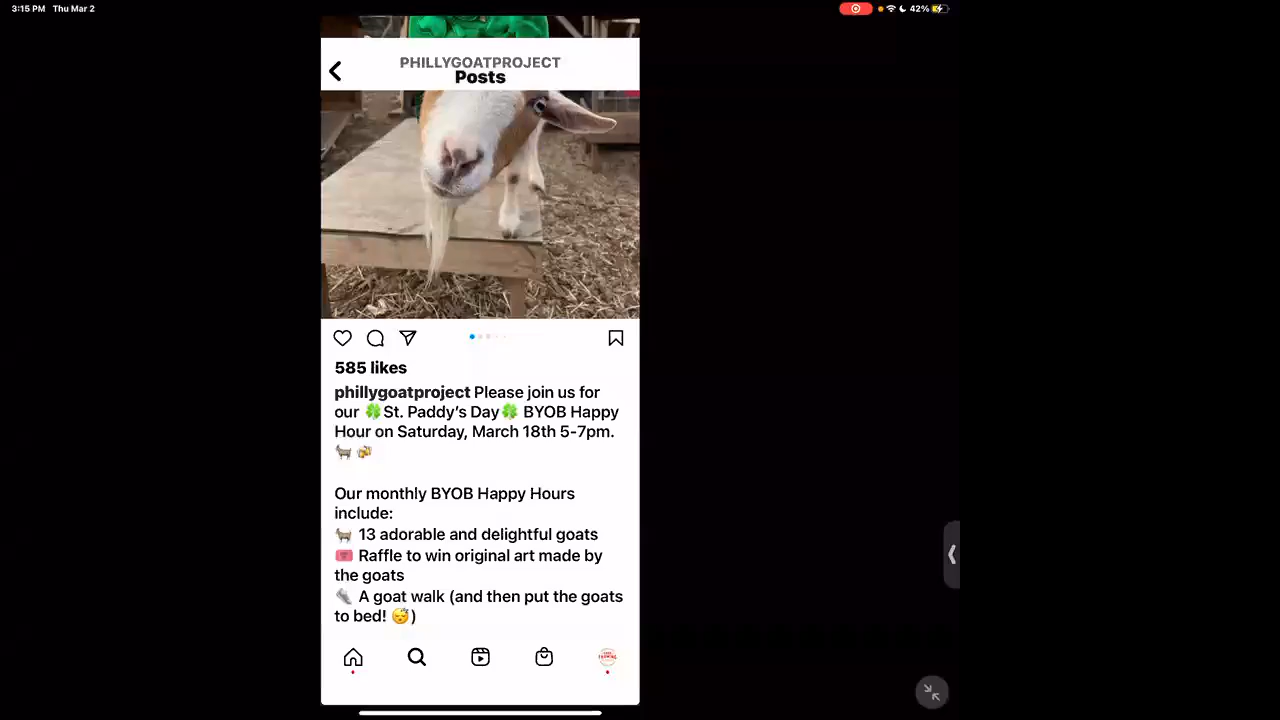 3:15 PM Thu Mar 2
42%
PHILLYGOATPROJECT
Posts
585 likes
phillygoatproject Please join us for
our 🍀St. Paddy's Day🍀 BYOB Happy
Hour on Saturday, March 18th 5-7pm.
🐐 🍻
Our monthly BYOB Happy Hours
include:
🐐 13 adorable and delightful goats
🎟️ Raffle to win original art made by
the goats
👟 A goat walk (and then put the goats
to bed! 😴)